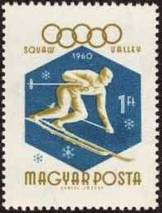 SQUAW VALLEY
1960
1Ft
MAGYAR POSTA